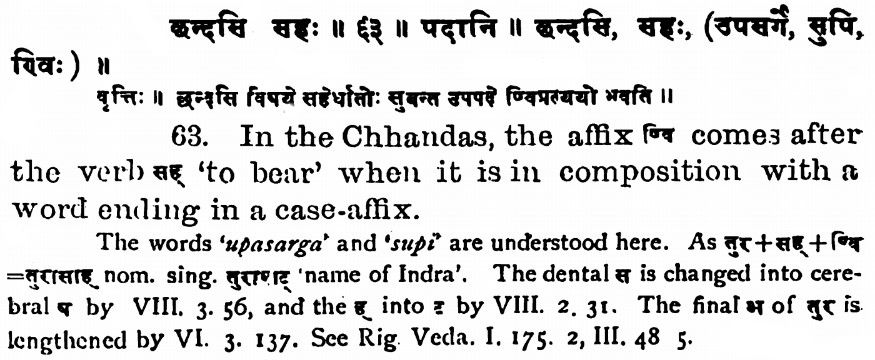 छन्दसि सहः ॥ ६३ ॥ पदानि ॥ छन्दसि, सहः, (उपसर्गे, सुपि,
ण्विः) ॥
वृत्तिः ॥ छन्दसि विषये सहेर्धातोः सुबन्त उपपदे ण्विप्रत्ययो भवति ॥
63. In the Chhandas, the affix ण्वि comes after
the verb सह् ‘to bear’ when it is in composition with a
word ending in a case-affix.
The words ‘upasarga’ and ‘supi’ are understood here. As तुर+सह्+ण्वि
=तुरासाह् nom. sing. तुराषाट् ‘name of Indra’. The dental स is changed into cere-
bral ष by VIII. 3. 56, and the ह् into ट by VIII. 2. 31. The final अ of तुर is
lengthened by VI. 3. 137. See Rig Veda. I. 175. 2, III. 48 5.